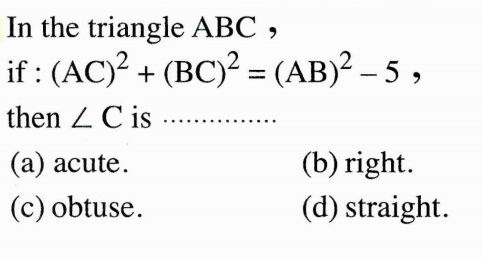 In the triangle ABC ,
if : (AC)² + (BC)² = (AB)² – 5 ,
then ∠ C is ...............
(a) acute. (b) right.
(c) obtuse. (d) straight.